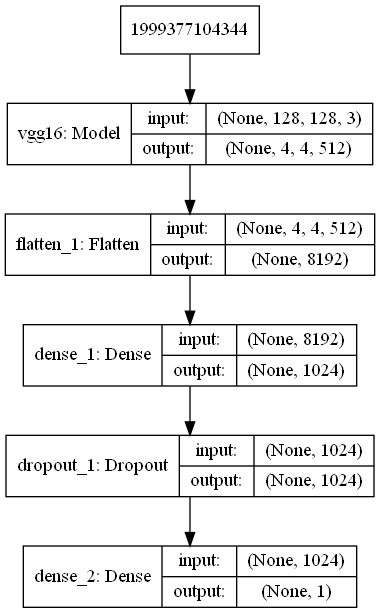 1999377104344
vgg16: Model
input: (None, 128, 128, 3)
output: (None, 4, 4, 512)
flatten_1: Flatten
input: (None, 4, 4, 512)
output: (None, 8192)
dense_1: Dense
input: (None, 8192)
output: (None, 1024)
dropout_1: Dropout
input: (None, 1024)
output: (None, 1024)
dense_2: Dense
input: (None, 1024)
output: (None, 1)